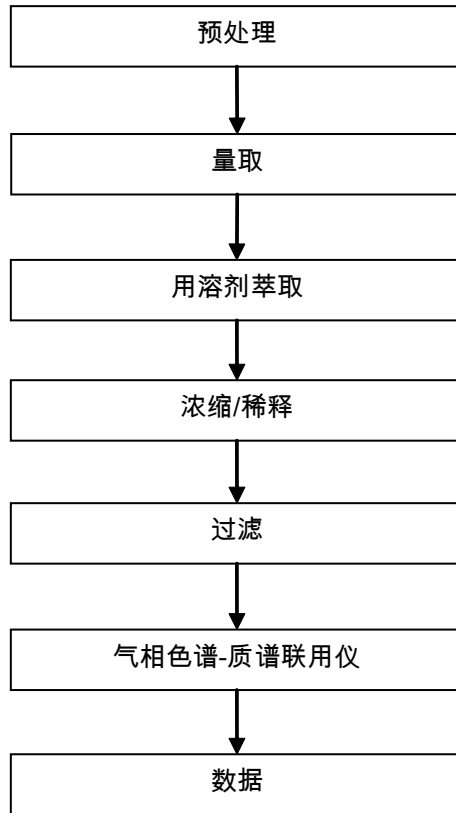 预处理
量取
用溶剂萃取
浓缩/稀释
过滤
气相色谱-质谱联用仪
数据